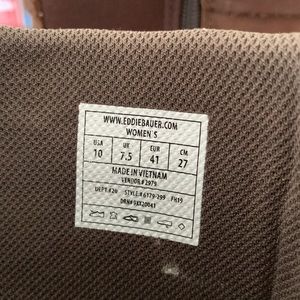 WWW.EDDIEBAUER.COM
WOMEN'S
USA UK EUR CM
10 7.5 41 27
MADE IN VIETNAM
VENDOR#2979
DEPT#20 STYLE#6179-299 FH19